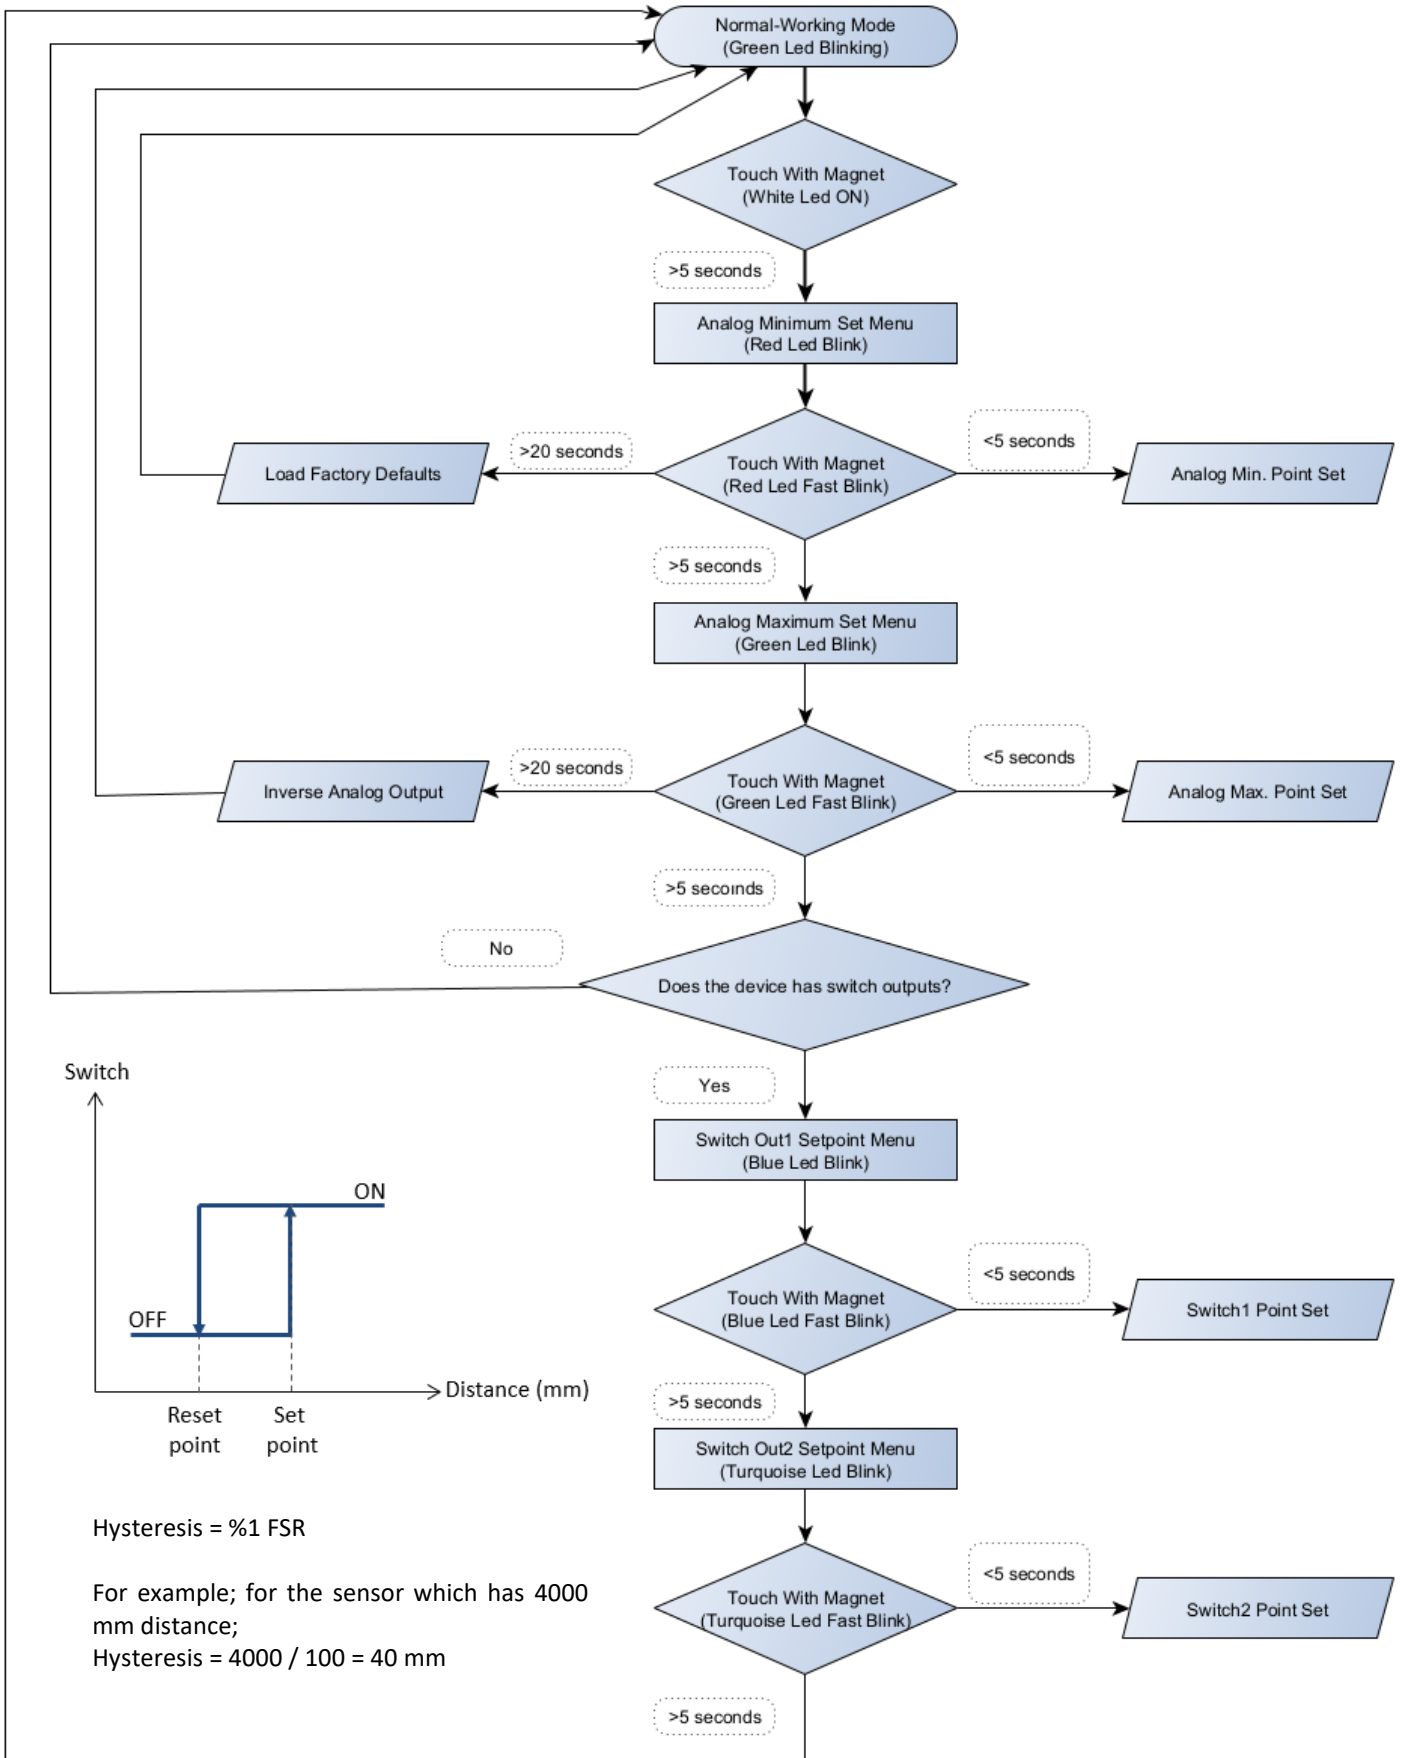 Normal-Working Mode
(Green Led Blinking)
Touch With Magnet
(White Led ON)
>5 seconds
Analog Minimum Set Menu
(Red Led Blink)
>20 seconds
<5 seconds
Load Factory Defaults
Touch With Magnet
(Red Led Fast Blink)
Analog Min. Point Set
>5 seconds
Analog Maximum Set Menu
(Green Led Blink)
>20 seconds
<5 seconds
Inverse Analog Output
Touch With Magnet
(Green Led Fast Blink)
Analog Max. Point Set
>5 seconds
No
Does the device has switch outputs?
Yes
Switch Out1 Setpoint Menu
(Blue Led Blink)
<5 seconds
Touch With Magnet
(Blue Led Fast Blink)
Switch1 Point Set
>5 seconds
Switch Out2 Setpoint Menu
(Turquoise Led Blink)
<5 seconds
Touch With Magnet
(Turquoise Led Fast Blink)
Switch2 Point Set
>5 seconds
Switch
ON
OFF
Distance (mm)
Reset
point
Set
point
Hysteresis = %1 FSR
For example; for the sensor which has 4000
mm distance;
Hysteresis = 4000 / 100 = 40 mm